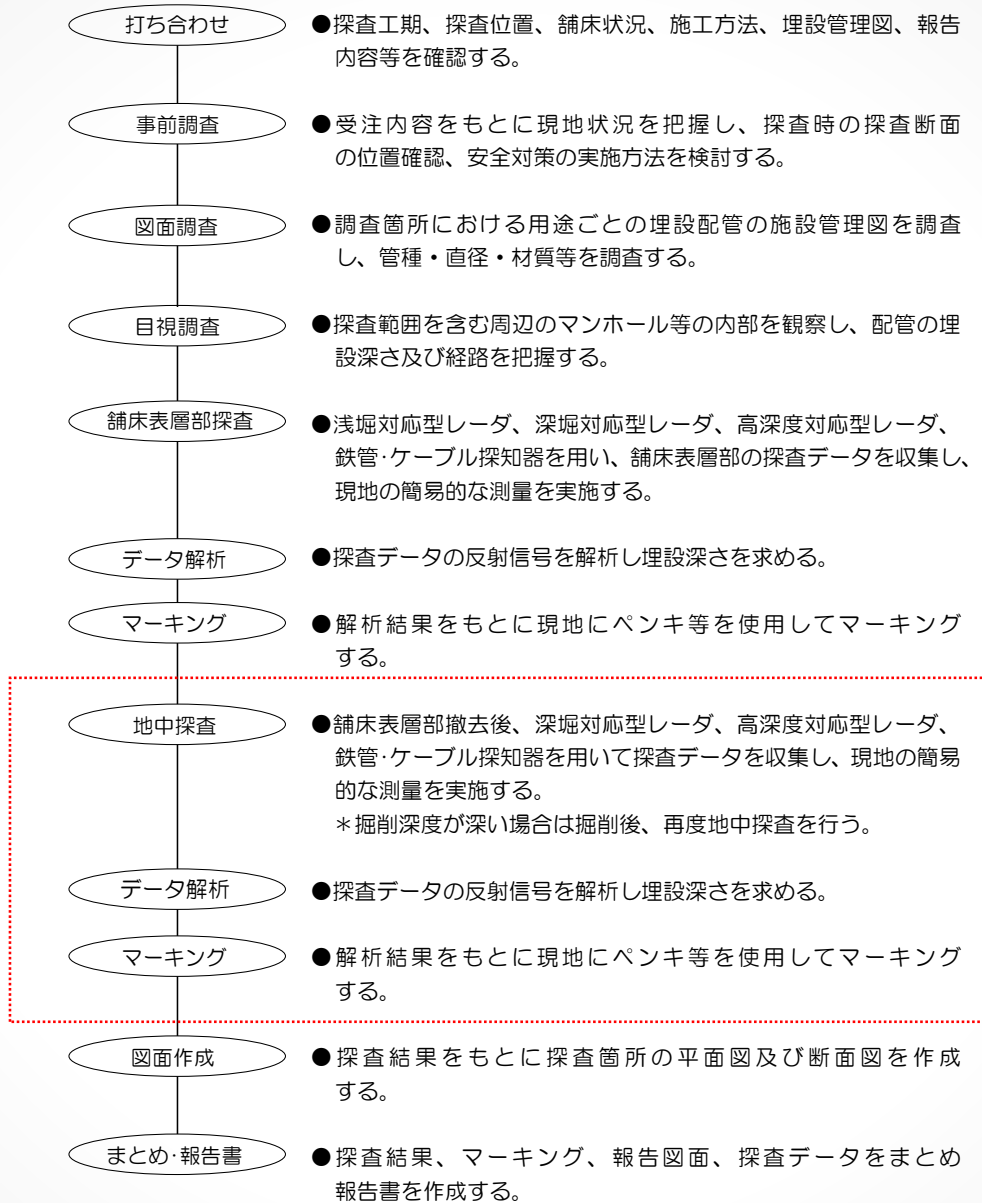 打ち合わせ
●探査工期、探査位置、舗床状況、施工方法、埋設管理図、報告
内容等を確認する。
事前調査
●受注内容をもとに現地状況を把握し、探査時の探査断面
の位置確認、安全対策の実施方法を検討する。
図面調査
●調査箇所における用途ごとの埋設配管の施設管理図を調査
し、管種・直径・材質等を調査する。
目視調査
●探査範囲を含む周辺のマンホール等の内部を観察し、配管の埋
設深さ及び経路を把握する。
舗床表層部探査
●浅堀対応型レーダ、深堀対応型レーダ、高深度対応型レーダ、
鉄管･ケーブル探知器を用い、舗床表層部の探査データを収集し、
現地の簡易的な測量を実施する。
データ解析
●探査データの反射信号を解析し埋設深さを求める。
マーキング
●解析結果をもとに現地にペンキ等を使用してマーキング
する。
地中探査
●舗床表層部撤去後、深堀対応型レーダ、高深度対応型レーダ、
鉄管･ケーブル探知器を用いて探査データを収集し、現地の簡易
的な測量を実施する。
＊掘削深度が深い場合は掘削後、再度地中探査を行う。
データ解析
●探査データの反射信号を解析し埋設深さを求める。
マーキング
●解析結果をもとに現地にペンキ等を使用してマーキング
する。
図面作成
●探査結果をもとに探査箇所の平面図及び断面図を作成
する。
まとめ･報告書
●探査結果、マーキング、報告図面、探査データをまとめ
報告書を作成する。